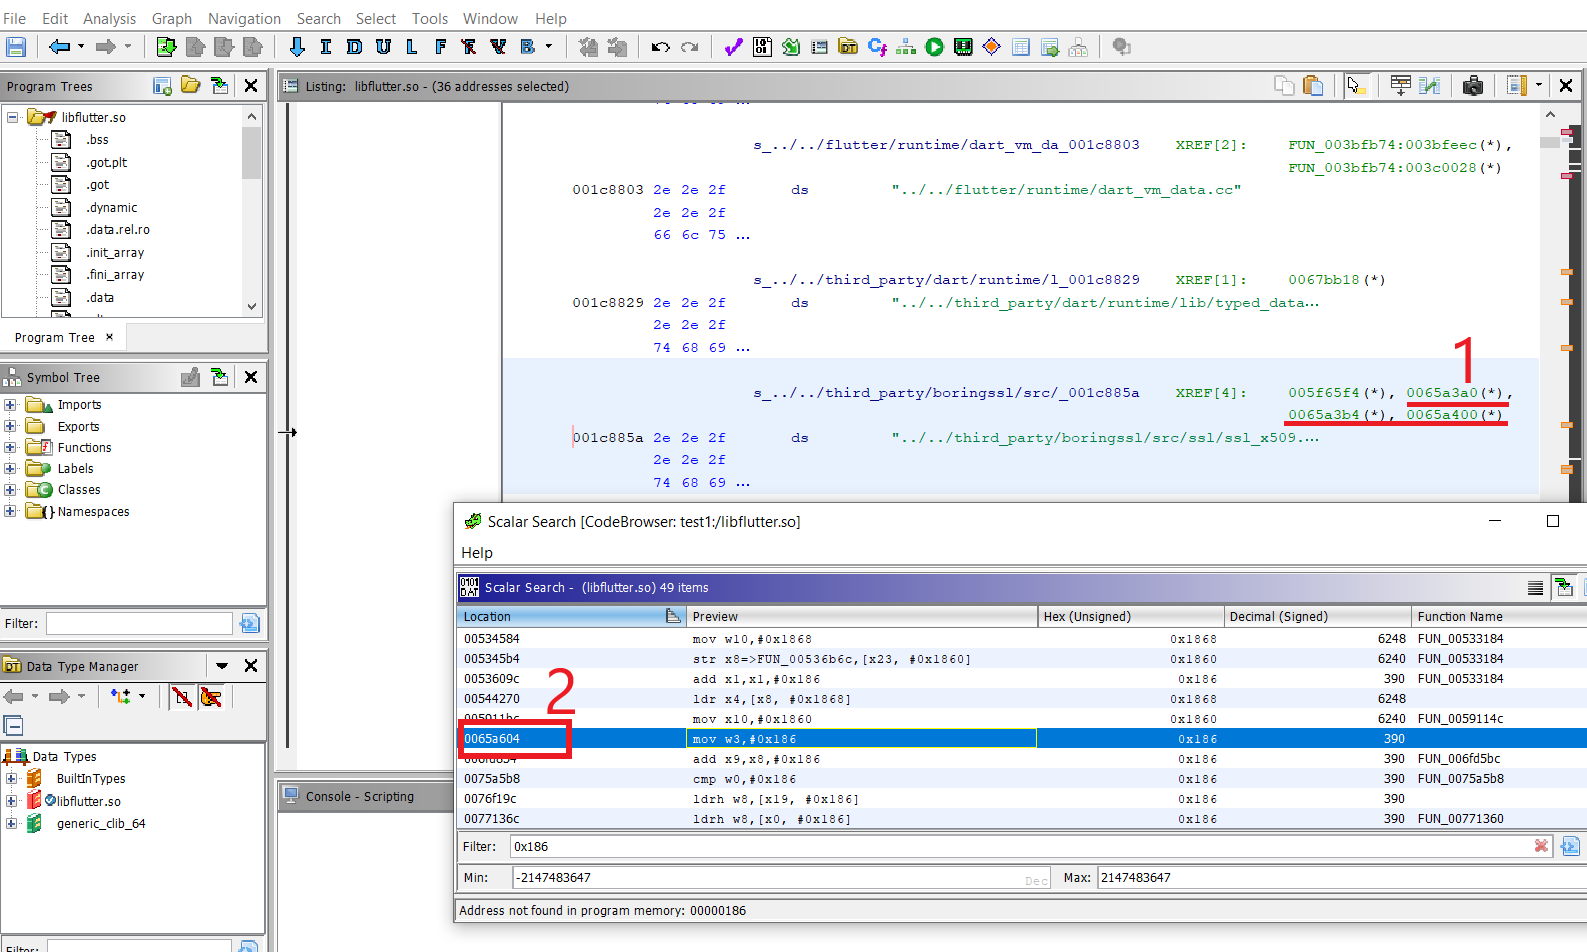 File Edit Analysis Graph Navigation Search Select Tools Window Help
I D U L F
B
Program Trees
libflutter.so
.bss
.got.plt
.got
.dynamic
.data.rel.ro
.init_array
.fini_array
.data
Program Tree
Symbol Tree
Imports
Exports
Functions
Labels
Classes
Namespaces
Filter:
Data Type Manager
Data Types
BuiltInTypes
libflutter.so
generic_clib_64
Filter:
Listing: libflutter.so - (36 addresses selected)
s_../../flutter/runtime/dart_vm_da_001c8803 XREF[2]: FUN_003bfb74:003bfeec(*),
FUN_003bfb74:003c0028(*)
001c8803 2e 2e 2f ds "../../flutter/runtime/dart_vm_data.cc"
2e 2e 2f
66 6c 75 ...
s_../../third_party/dart/runtime/l_001c8829 XREF[1]: 0067bb18(*)
001c8829 2e 2e 2f ds "../../third_party/dart/runtime/lib/typed_data...
2e 2e 2f
74 68 69 ...
1
s_../../third_party/boringssl/src/_001c885a XREF[4]: 005f65f4(*), 0065a3a0(*),
0065a3b4(*), 0065a400(*)
001c885a 2e 2e 2f ds "../../third_party/boringssl/src/ssl/ssl_x509....
2e 2e 2f
74 68 69 ...
Console - Scripting
Scalar Search [CodeBrowser: test1:/libflutter.so]
Help
Scalar Search - (libflutter.so) 49 items
Location Preview Hex (Unsigned) Decimal (Signed) Function Name
00534584 mov w10,#0x1868 0x1868 6248 FUN_00533184
005345b4 str x8=>FUN_00536b6c,[x23, #0x1860] 0x1860 6240 FUN_00533184
0053609c add x1,x1,#0x186 0x186 390 FUN_00533184
00544270 ldr x4,[x8, #0x1868] 0x1868 6248
2
005911bc mov x10,#0x1860 0x1860 6240 FUN_0059114c
0065a604 mov w3,#0x186 0x186 390
add x9,x8,#0x186 0x186 390 FUN_006fd5bc
0075a5b8 cmp w0,#0x186 0x186 390 FUN_0075a5b8
0076f19c ldrh w8,[x19, #0x186] 0x186 390
0077136c ldrh w8,[x0, #0x186] 0x186 390 FUN_00771360
Filter: 0x186
Min: -2147483647 Dec Max: 2147483647
Address not found in program memory: 00000186